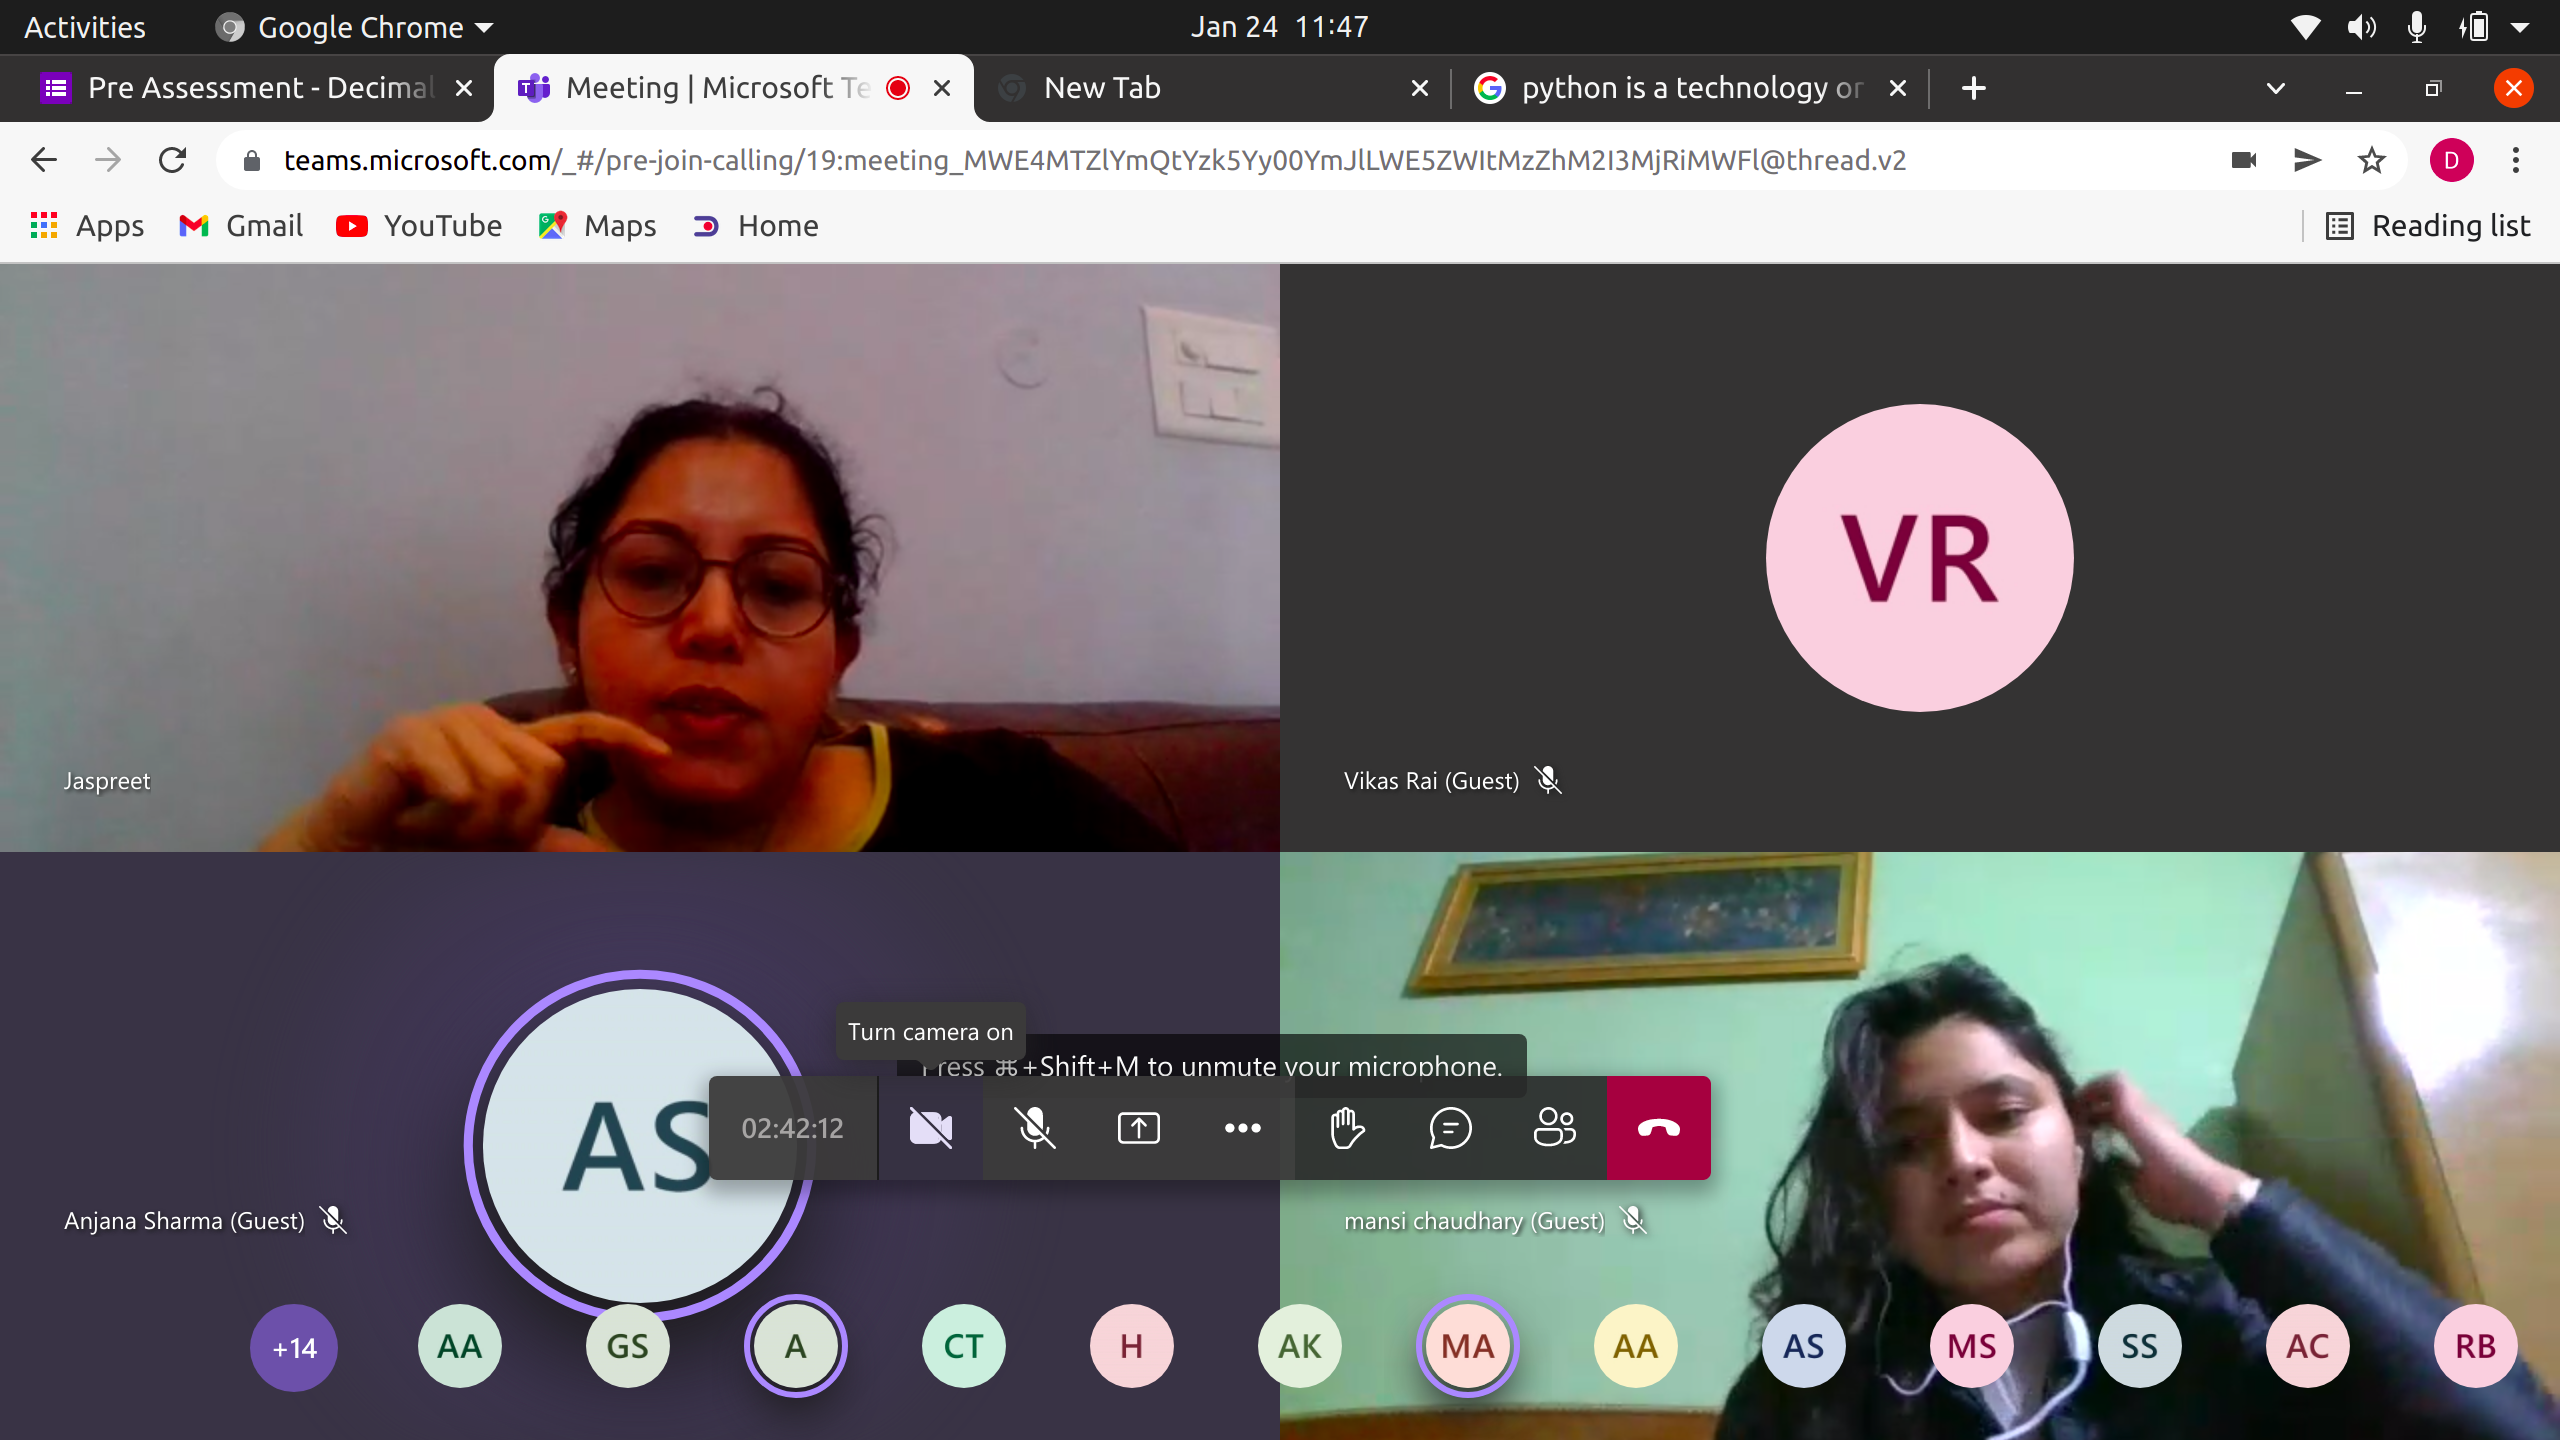 Activities
Google Chrome
Jan 24 11:47
Pre Assessment - Decimal
Meeting | Microsoft Te
New Tab
python is a technology or
teams.microsoft.com/_#/pre-join-calling/19:meeting_MWE4MTZlYmQtYzk5Yy00YmJlLWE5ZWItMzZhM2I3MjRiMWFl@thread.v2
D
Apps
Gmail
YouTube
Maps
Home
Reading list
VR
Jaspreet
Vikas Rai (Guest)
AS
Turn camera on
Press ⌘+Shift+M to unmute your microphone.
02:42:12
Anjana Sharma (Guest)
mansi chaudhary (Guest)
+14
AA
GS
A
CT
H
AK
MA
AA
AS
MS
SS
AC
RB